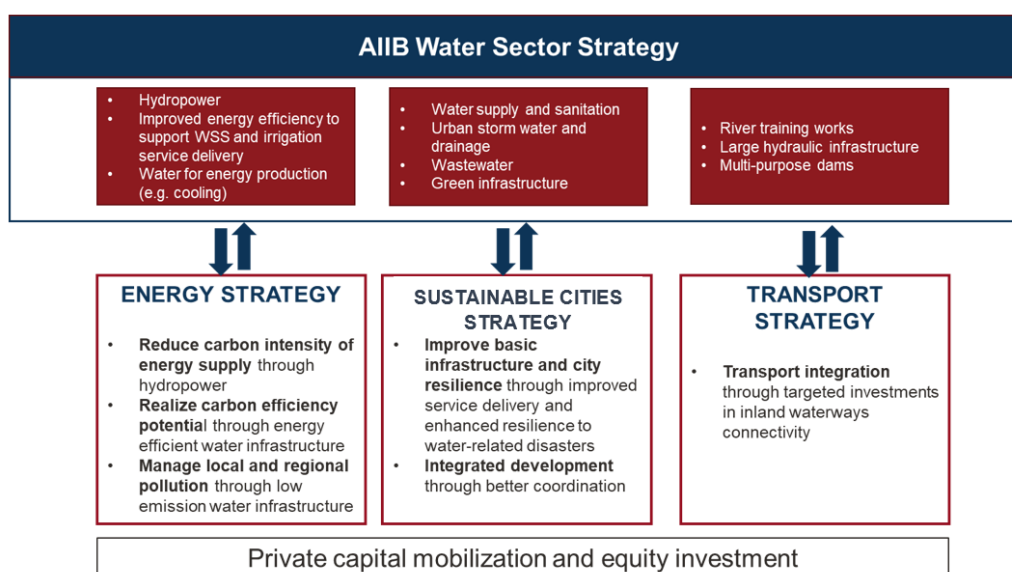 AIIB Water Sector Strategy
• Hydropower
• Improved energy efficiency to
support WSS and irrigation
service delivery
• Water for energy production
(e.g. cooling)
• Water supply and sanitation
• Urban storm water and
drainage
• Wastewater
• Green infrastructure
• River training works
• Large hydraulic infrastructure
• Multi-purpose dams
ENERGY STRATEGY
• Reduce carbon intensity of
energy supply through
hydropower
• Realize carbon efficiency
potential through energy
efficient water infrastructure
• Manage local and regional
pollution through low
emission water infrastructure
SUSTAINABLE CITIES
STRATEGY
• Improve basic
infrastructure and city
resilience through improved
service delivery and
enhanced resilience to
water-related disasters
• Integrated development
through better coordination
TRANSPORT
STRATEGY
• Transport integration
through targeted investments
in inland waterways
connectivity
Private capital mobilization and equity investment